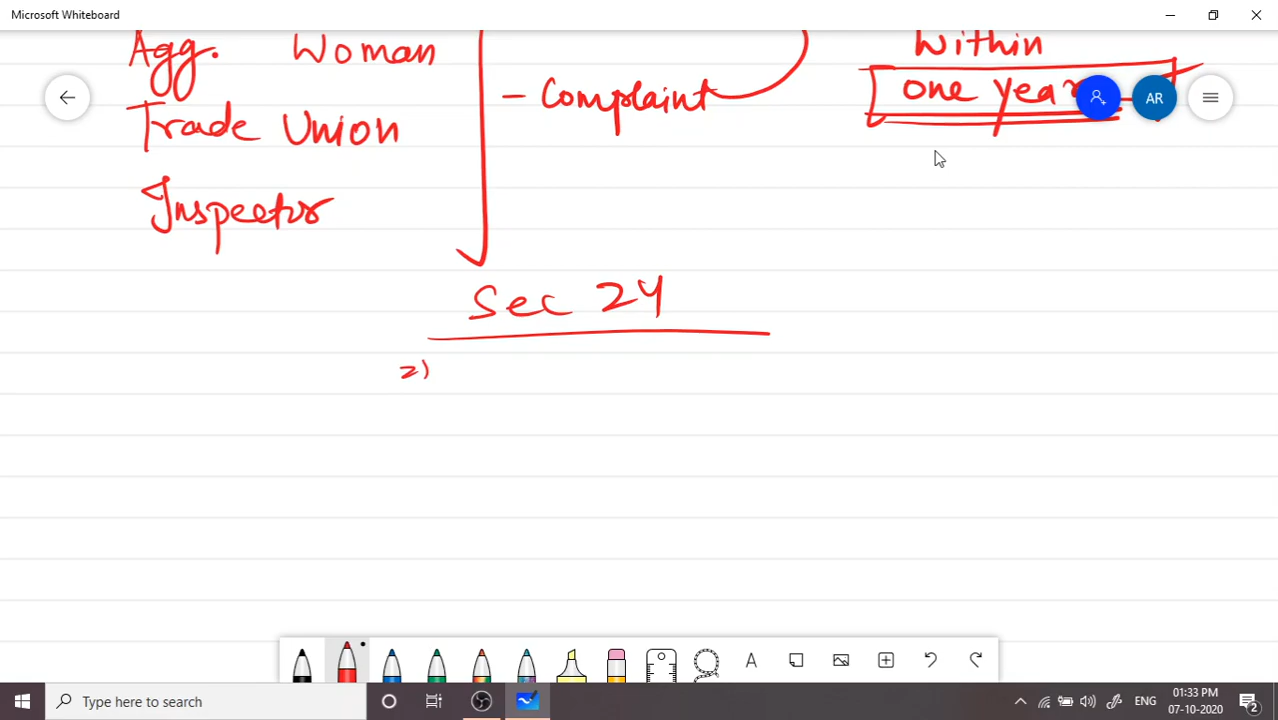 Microsoft Whiteboard
Agg. Woman
Trade Union
Inspector
- Complaint
Within
one year
AR
Sec 24
2)
A
Type here to search
ENG
01:33 PM
07-10-2020
2